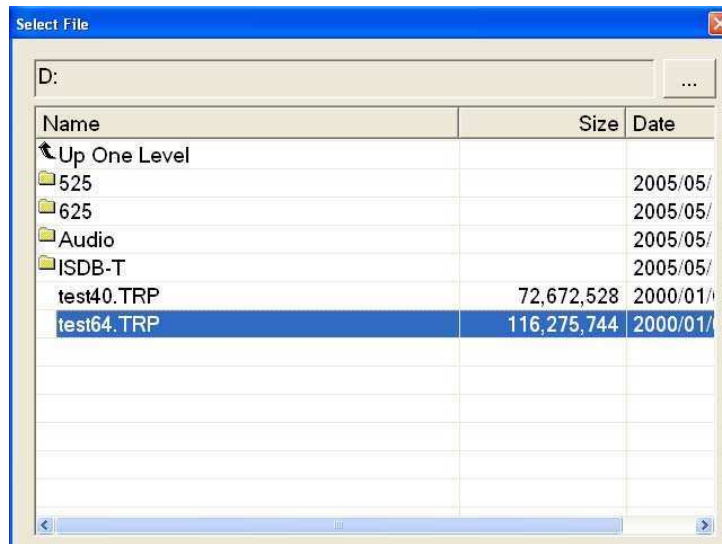 Select File
D:
...
Name Size Date
Up One Level
525 2005/05/
625 2005/05/
Audio 2005/05/
ISDB-T 2005/05/
test40.TRP 72,672,528 2000/01/
test64.TRP 116,275,744 2000/01/